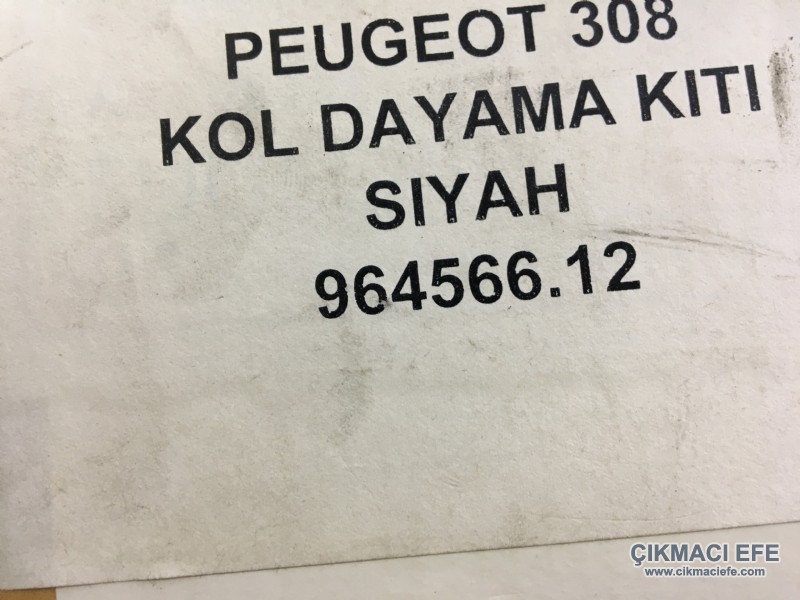 PEUGEOT 308
KOL DAYAMA KITI
SIYAH
964566.12
ÇIKMACI EFE
www.cikmaciefe.com